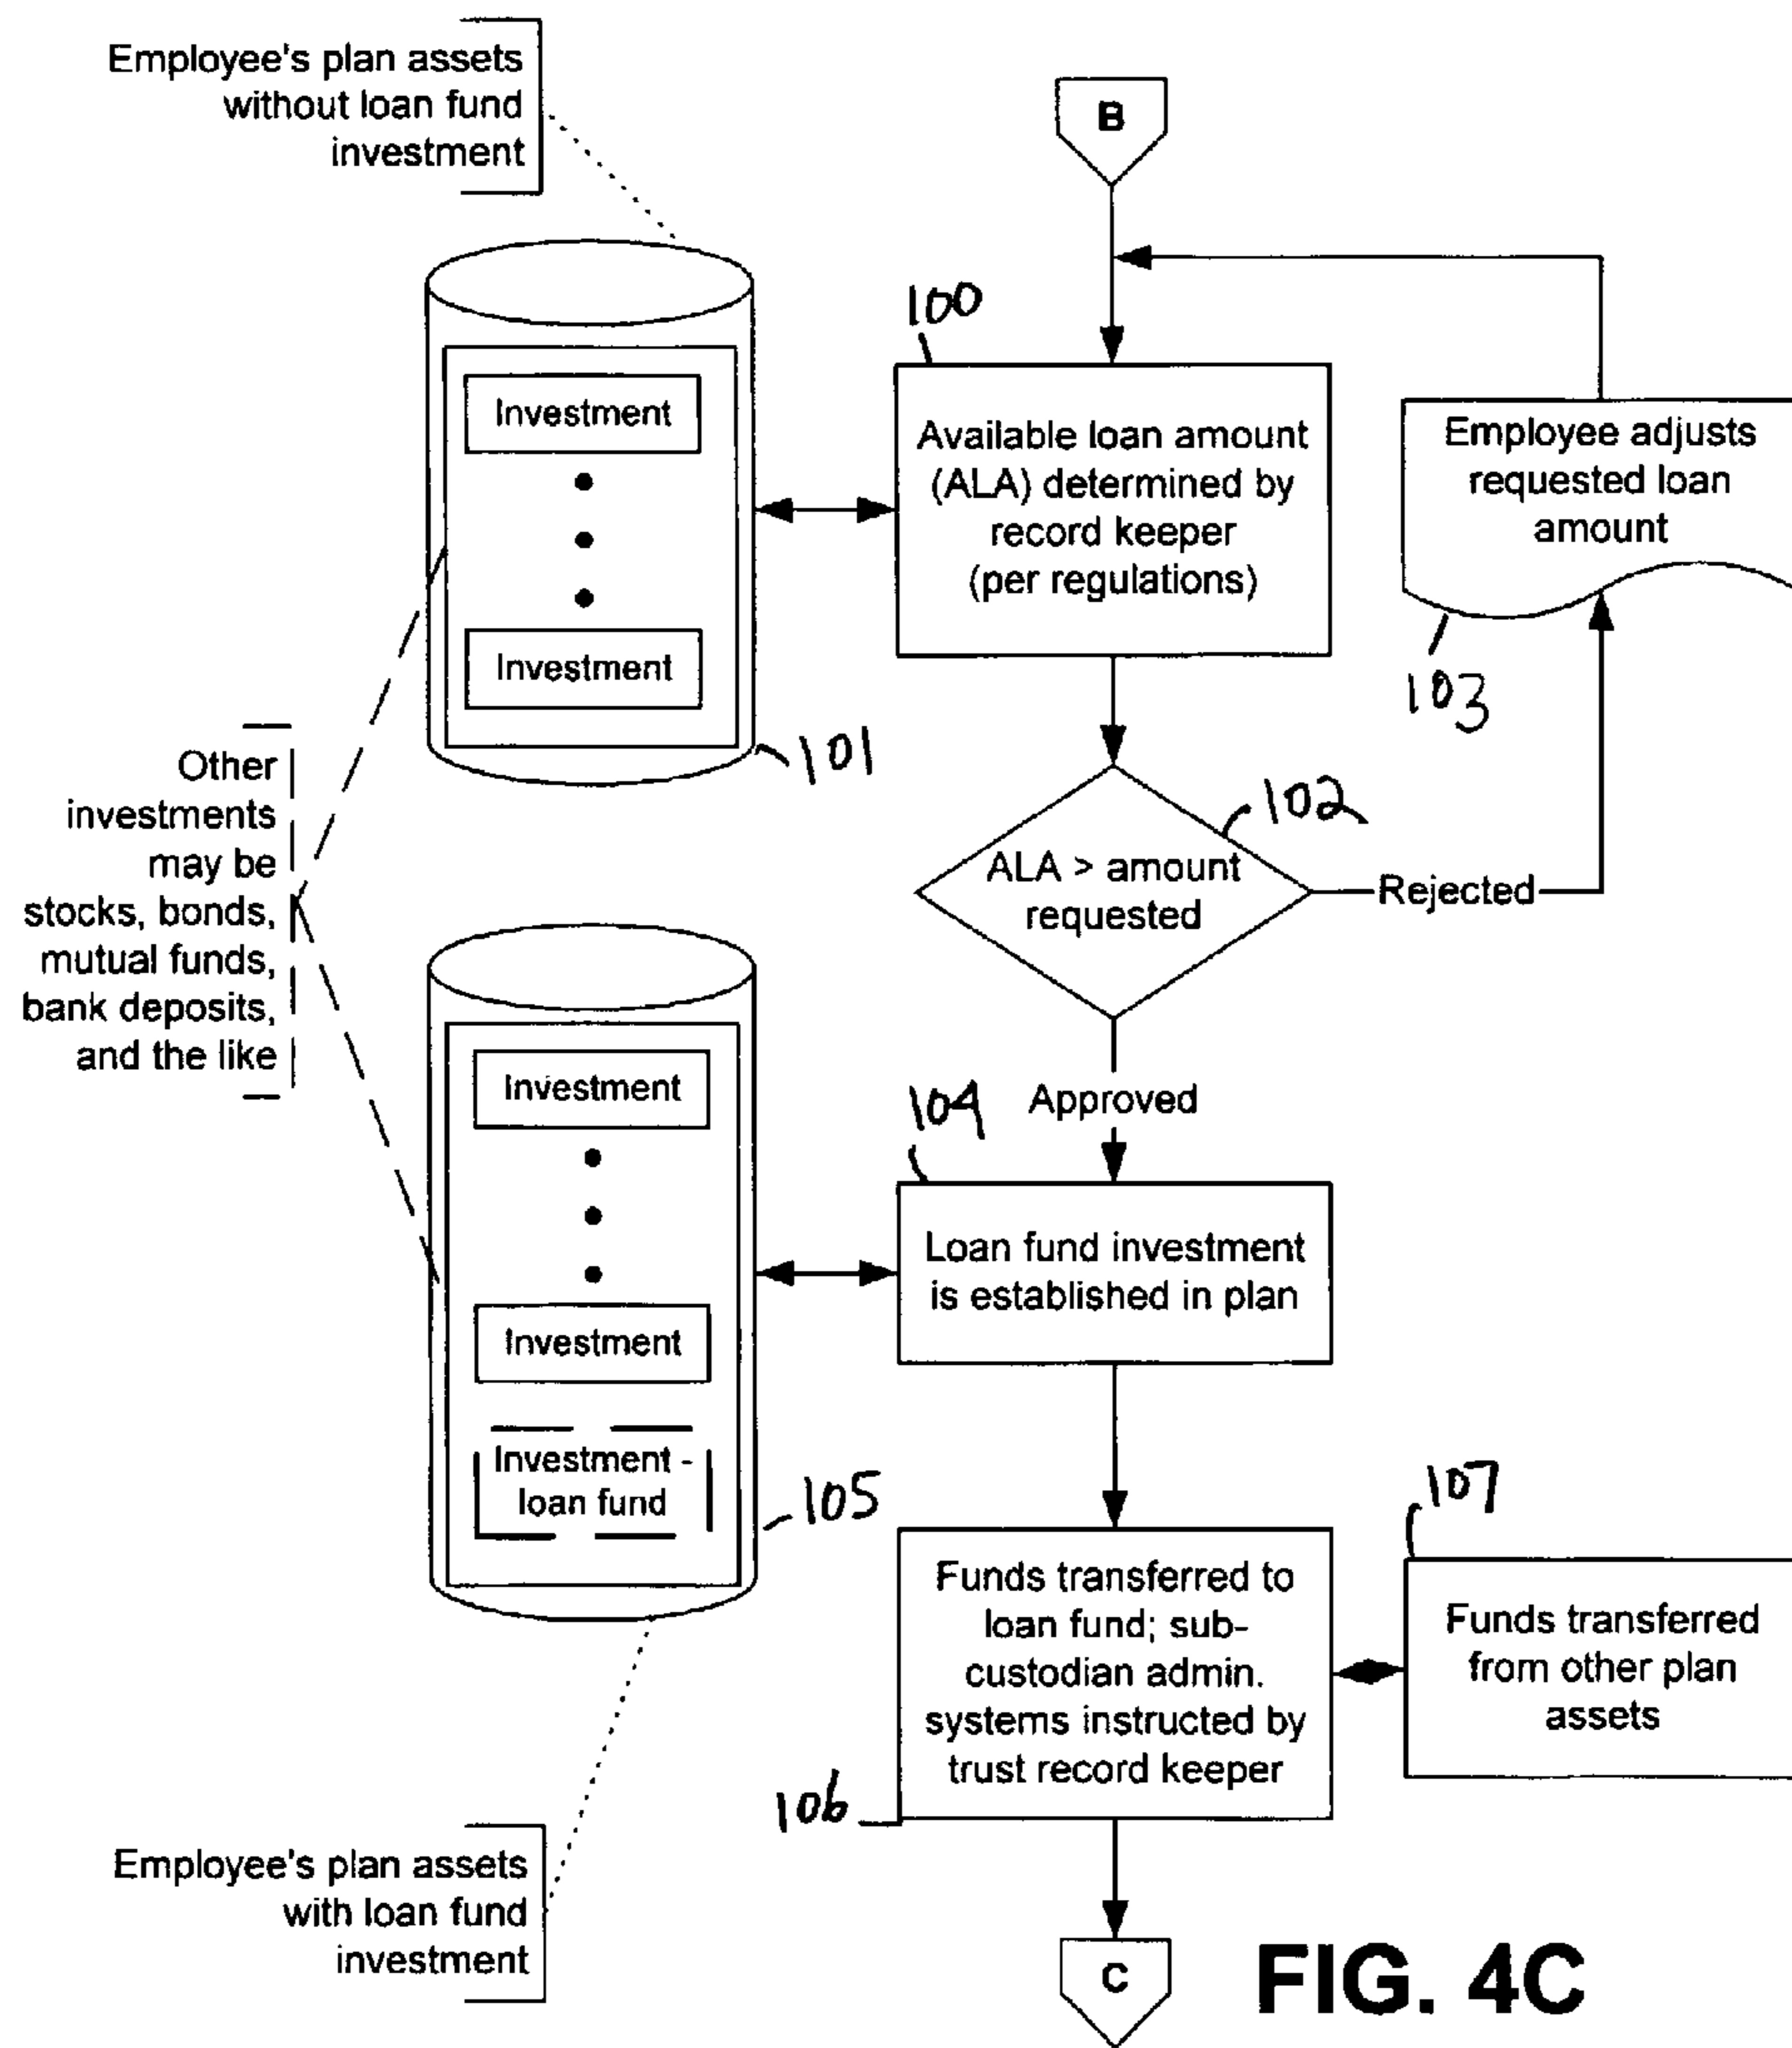 Employee's plan assets
without loan fund
investment
B
100
Available loan amount
(ALA) determined by
record keeper
(per regulations)
Employee adjusts
requested loan
amount
103
Investment
Investment
101
Other
investments
may be
stocks, bonds,
mutual funds,
bank deposits,
and the like
102
ALA > amount
requested
Rejected
Approved
104
Loan fund investment
is established in plan
Investment
Investment
Investment -
loan fund
105
107
Funds transferred to
loan fund; sub-
custodian admin.
systems instructed by
trust record keeper
106
Funds transferred
from other plan
assets
Employee's plan assets
with loan fund
investment
C
FIG. 4C